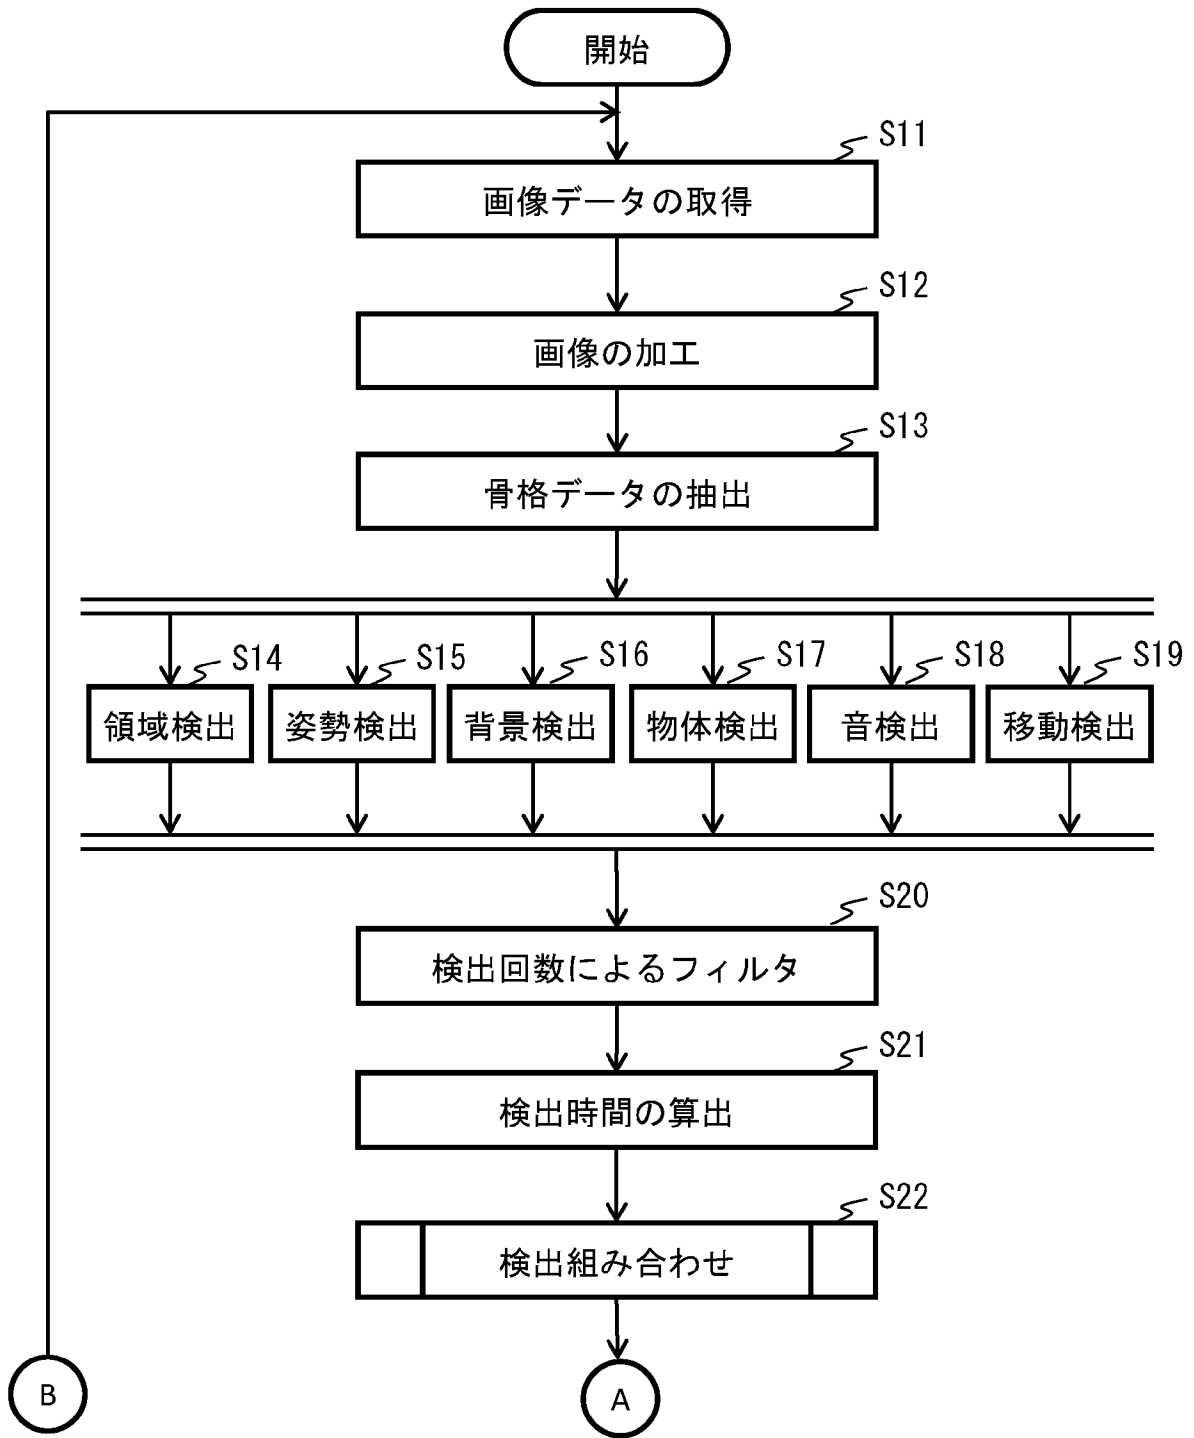 開始
S11
画像データの取得
S12
画像の加工
S13
骨格データの抽出
S14
S15
S16
S17
S18
S19
領域検出
姿勢検出
背景検出
物体検出
音検出
移動検出
S20
検出回数によるフィルタ
S21
検出時間の算出
S22
検出組み合わせ
B
A